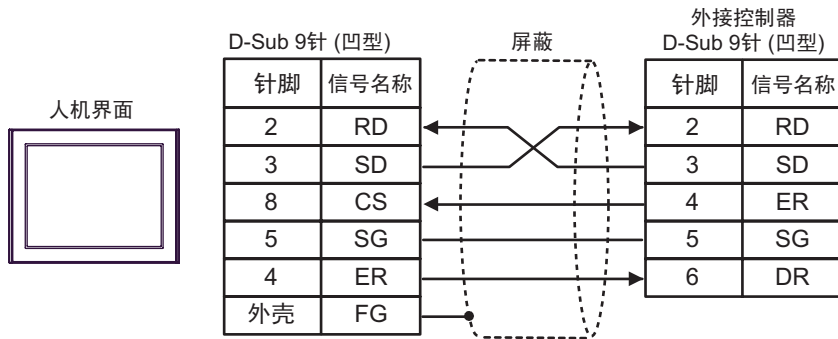 外接控制器
D-Sub 9针 (凹型) 屏蔽 D-Sub 9针 (凹型)
人机界面
针脚 信号名称 针脚 信号名称
2 RD 2 RD
3 SD 3 SD
8 CS 4 ER
5 SG 5 SG
4 ER 6 DR
外壳 FG